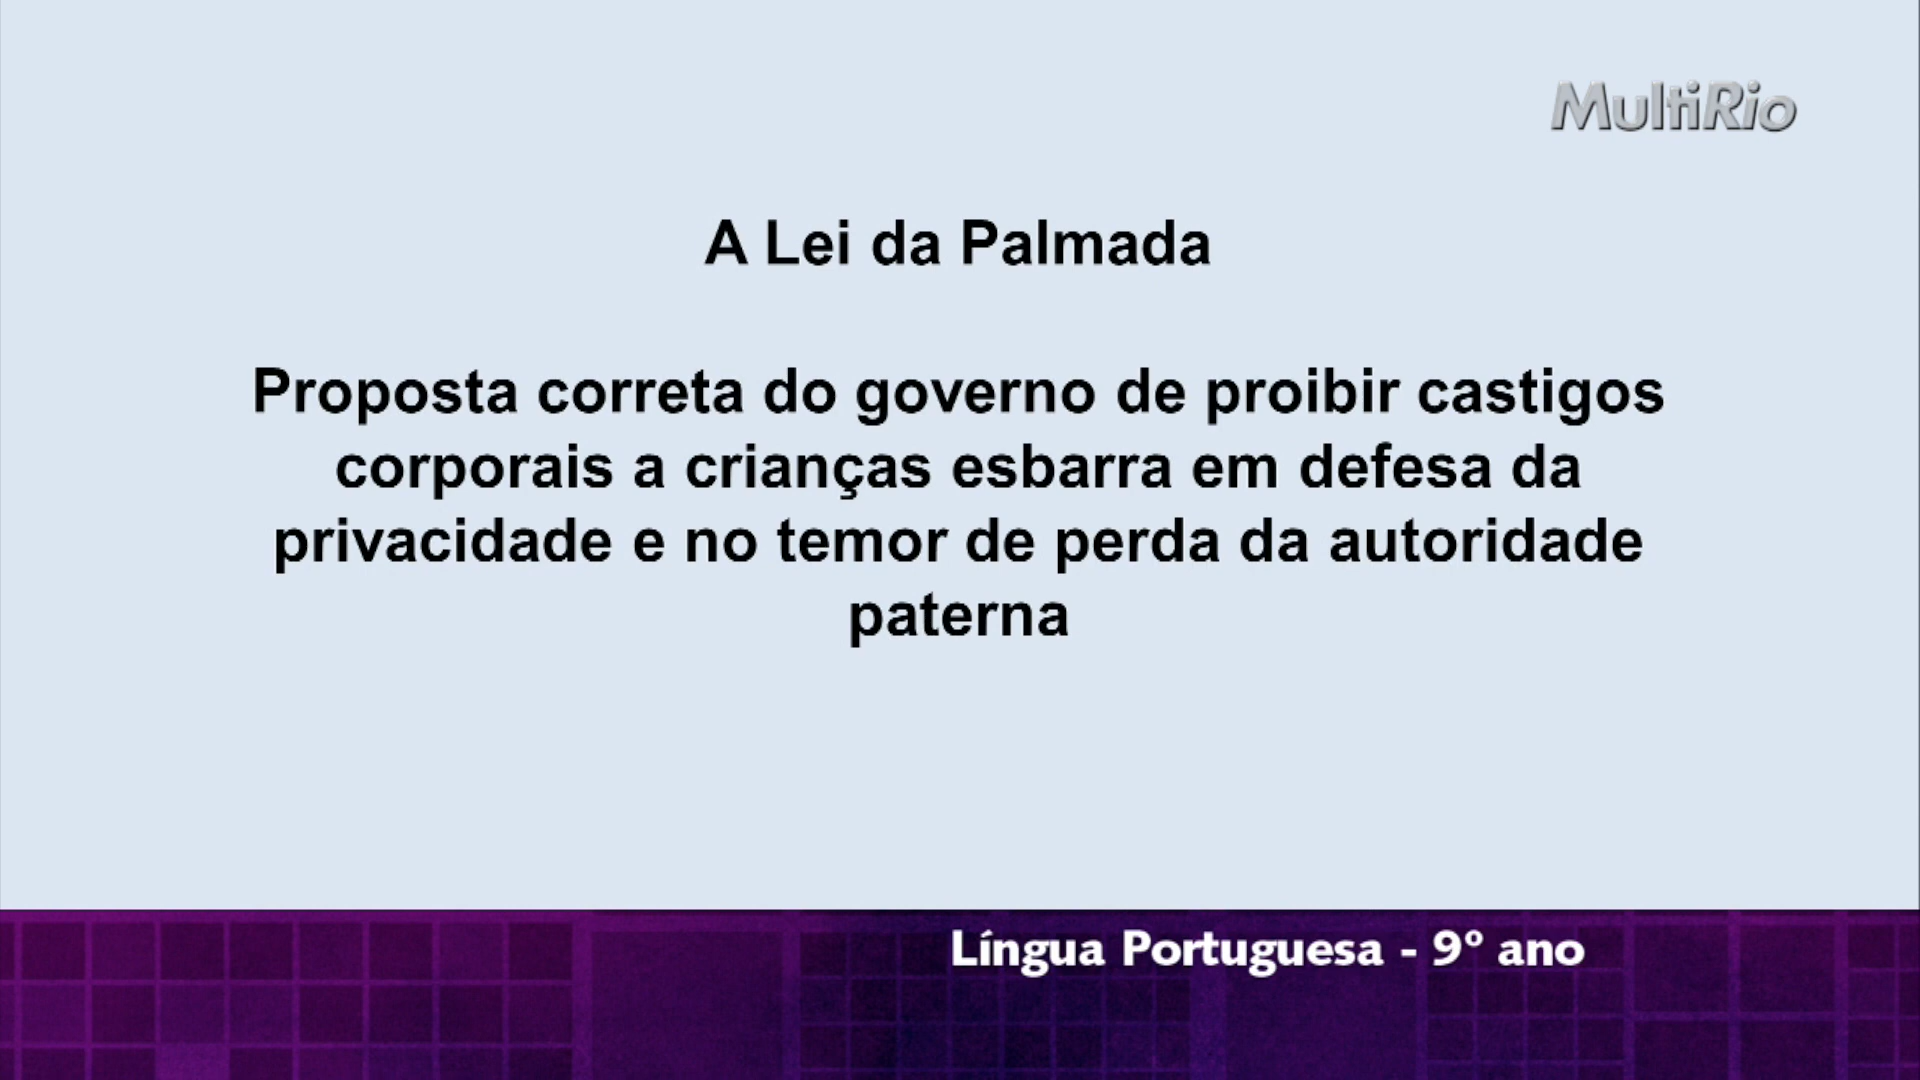 MultiRio
A Lei da Palmada
Proposta correta do governo de proibir castigos
corporais a crianças esbarra em defesa da
privacidade e no temor de perda da autoridade
paterna
Língua Portuguesa - 9º ano